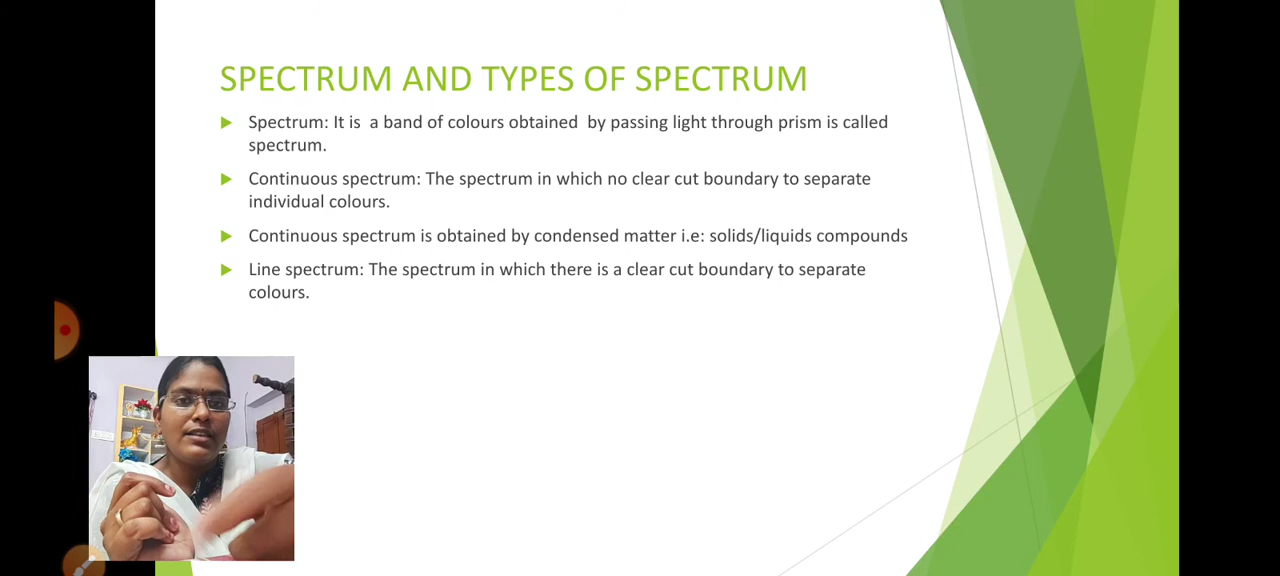 SPECTRUM AND TYPES OF SPECTRUM
Spectrum: It is  a band of colours obtained  by passing light through prism is called
spectrum.
Continuous spectrum: The spectrum in which no clear cut boundary to separate
individual colours.
Continuous spectrum is obtained by condensed matter i.e: solids/liquids compounds
Line spectrum: The spectrum in which there is a clear cut boundary to separate
colours.